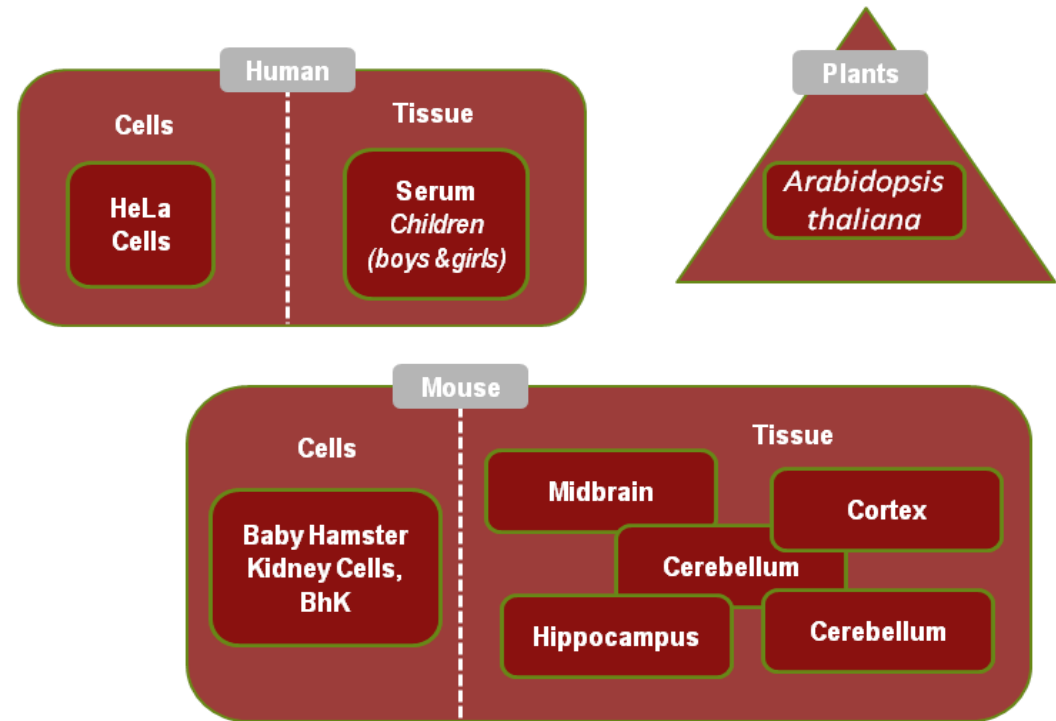 Human
Cells
Tissue
HeLa
Cells
Serum
Children
(boys &girls)
Plants
Arabidopsis
thaliana
Mouse
Cells
Tissue
Baby Hamster
Kidney Cells,
BhK
Midbrain
Cortex
Cerebellum
Hippocampus
Cerebellum